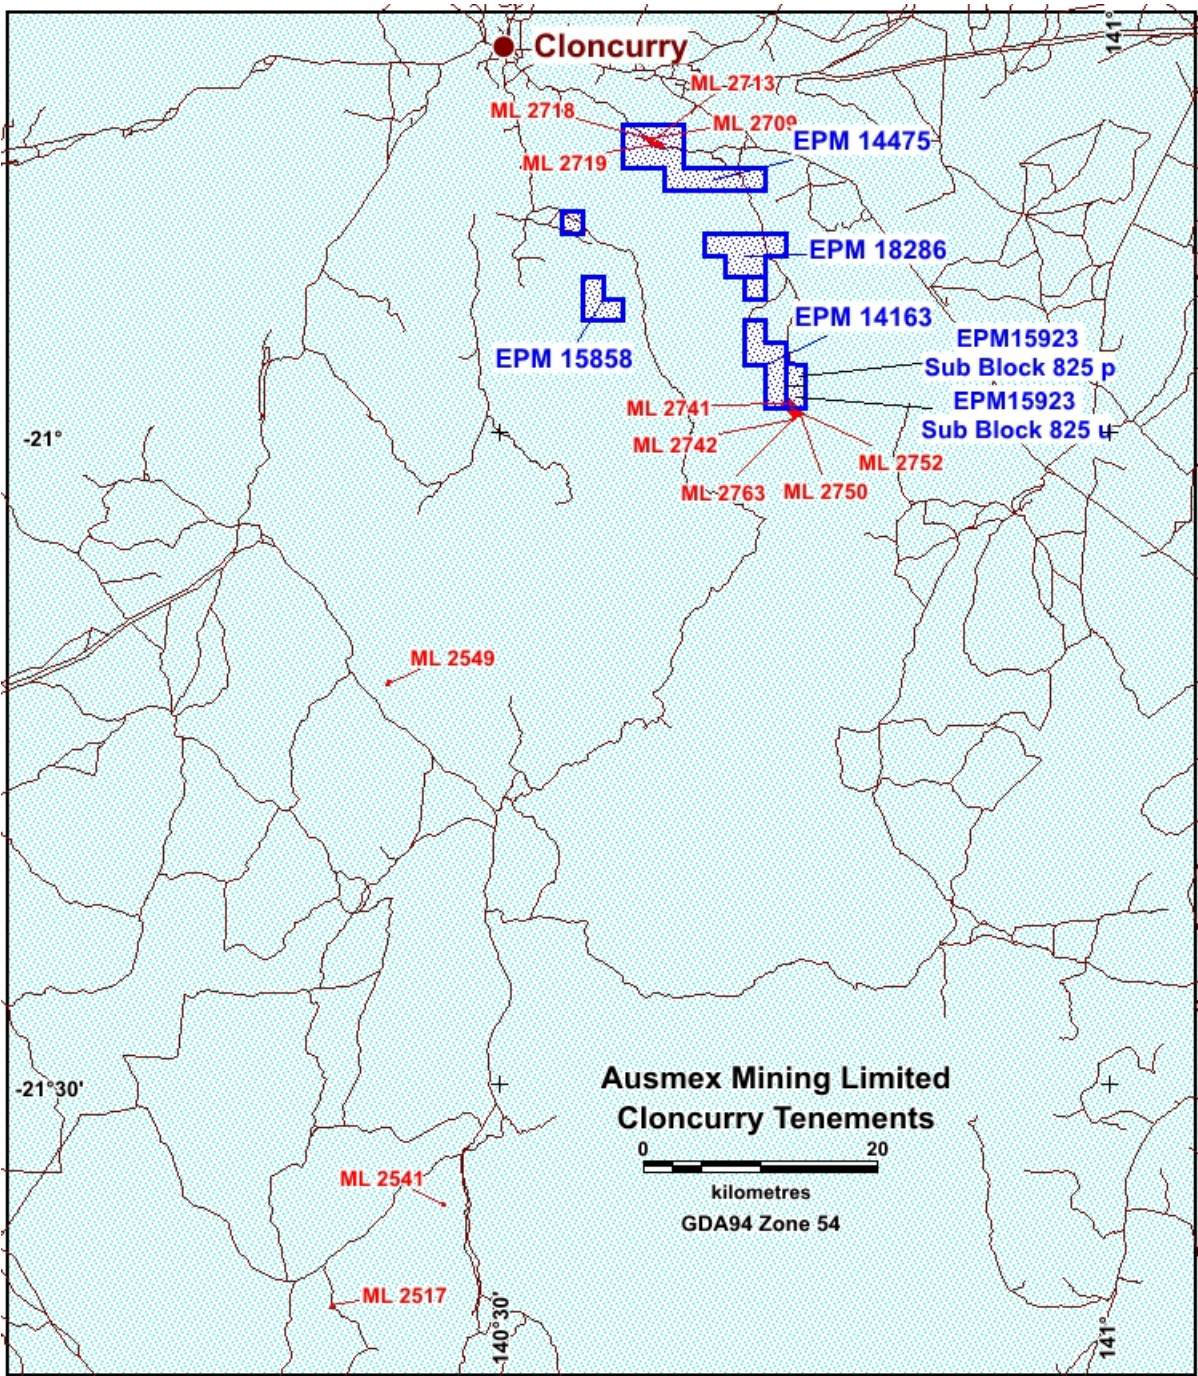 141°
Cloncurry
ML 2713
ML 2718
ML 2709
EPM 14475
ML 2719
EPM 18286
EPM 14163
EPM15923
Sub Block 825 p
EPM 15858
EPM15923
Sub Block 825 u
ML 2741
-21°
ML 2742
ML 2752
ML 2763
ML 2750
ML 2549
Ausmex Mining Limited
-21°30'
Cloncurry Tenements
0 20
kilometres
GDA94 Zone 54
ML 2541
ML 2517
140°30'
141°